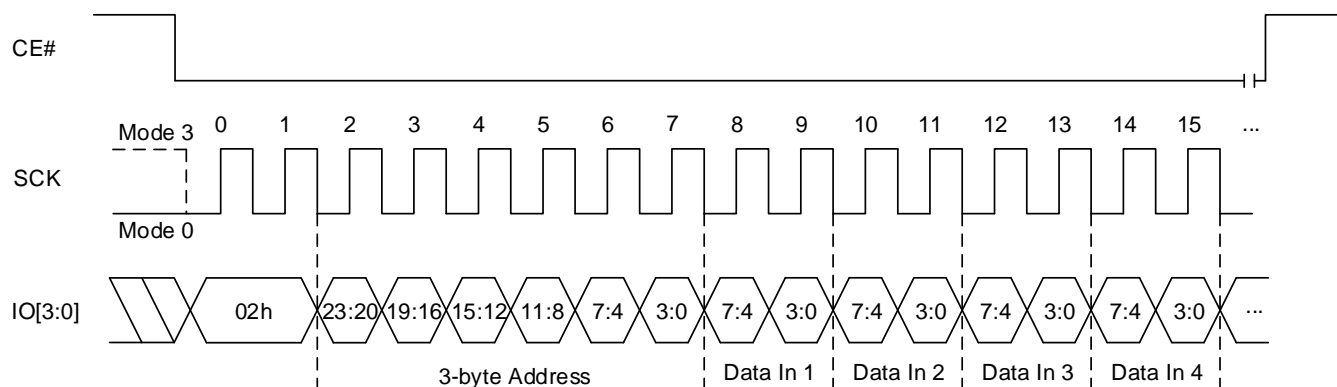 CE#
0 1 2 3 4 5 6 7 8 9 10 11 12 13 14 15 ...
Mode 3
SCK
Mode 0
IO[3:0] 02h 23:20 19:16 15:12 11:8 7:4 3:0 7:4 3:0 7:4 3:0 7:4 3:0 7:4 3:0 ...
3-byte Address Data In 1 Data In 2 Data In 3 Data In 4